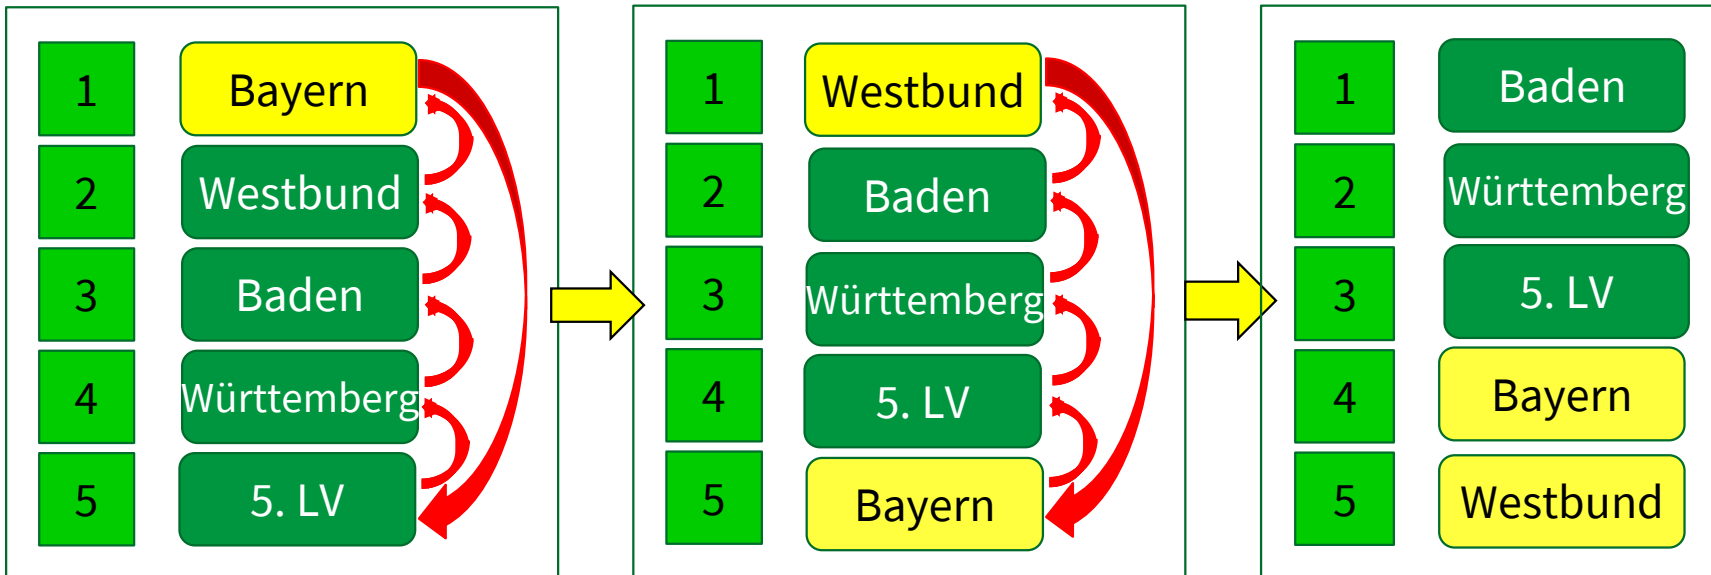 1 Bayern
2 Westbund
3 Baden
4 Württemberg
5 5. LV
1 Westbund
2 Baden
3 Württemberg
4 5. LV
5 Bayern
1 Baden
2 Württemberg
3 5. LV
4 Bayern
5 Westbund